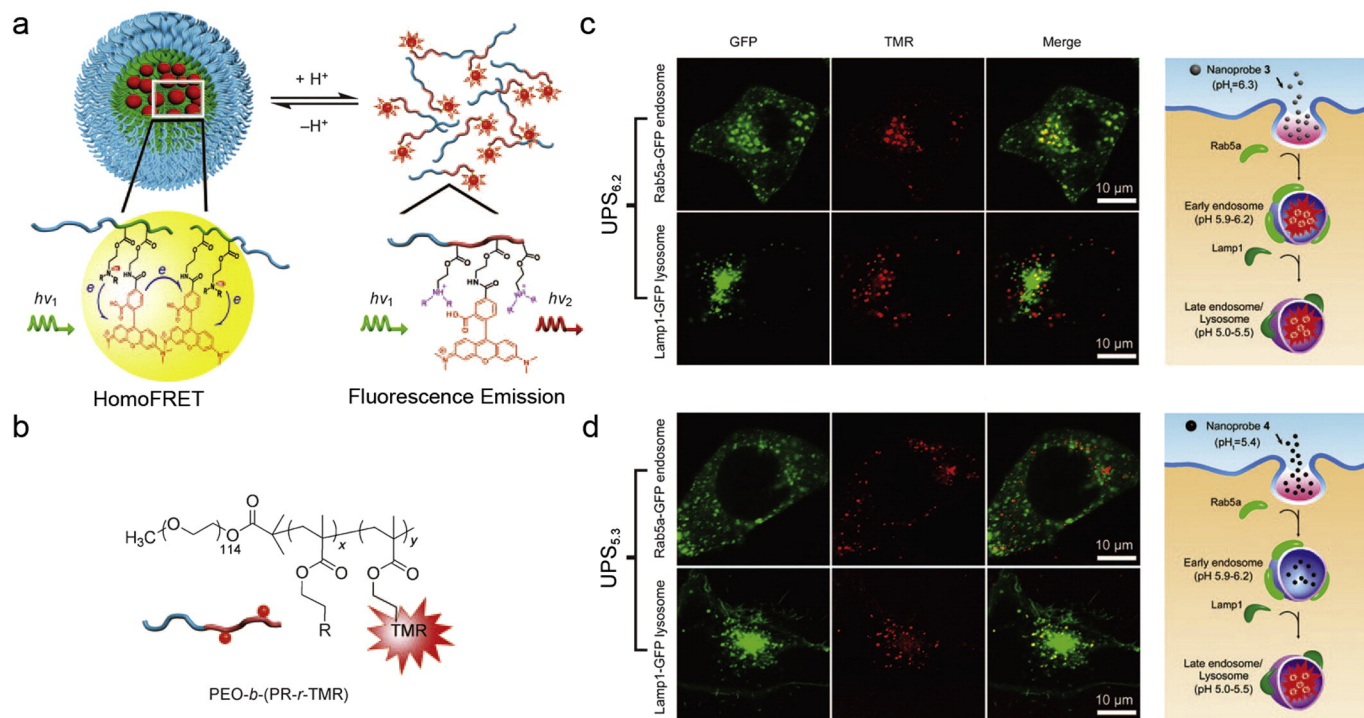 a
+ H⁺
–H⁺
hv₁
e
e
e
HomoFRET
hv₁
hv₂
Fluorescence Emission
b
H₃C
O
114
O
O
x
y
O
O
O
O
R
TMR
PEO-b-(PR-r-TMR)
c
GFP
TMR
Merge
UPS₆.₂
Rab5a-GFP endosome
10 μm
Lamp1-GFP lysosome
10 μm
Nanoprobe 3
(pHₜ=6.3)
Rab5a
Early endosome
(pH 5.9-6.2)
Lamp1
Late endosome/
Lysosome
(pH 5.0-5.5)
d
UPS₅.₃
Rab5a-GFP endosome
10 μm
Lamp1-GFP lysosome
10 μm
Nanoprobe 4
(pHₜ=5.4)
Rab5a
Early endosome
(pH 5.9-6.2)
Lamp1
Late endosome/
Lysosome
(pH 5.0-5.5)